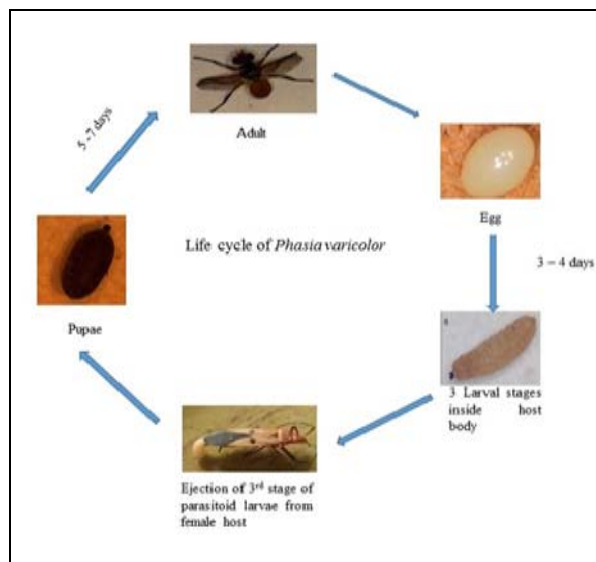 Adult
5 -7 days
A
Egg
Life cycle of Phasia varicolor
3 – 4 days
Pupae
B
3 Larval stages
inside host
body
Ejection of 3rd stage of
parasitoid larvae from
female host